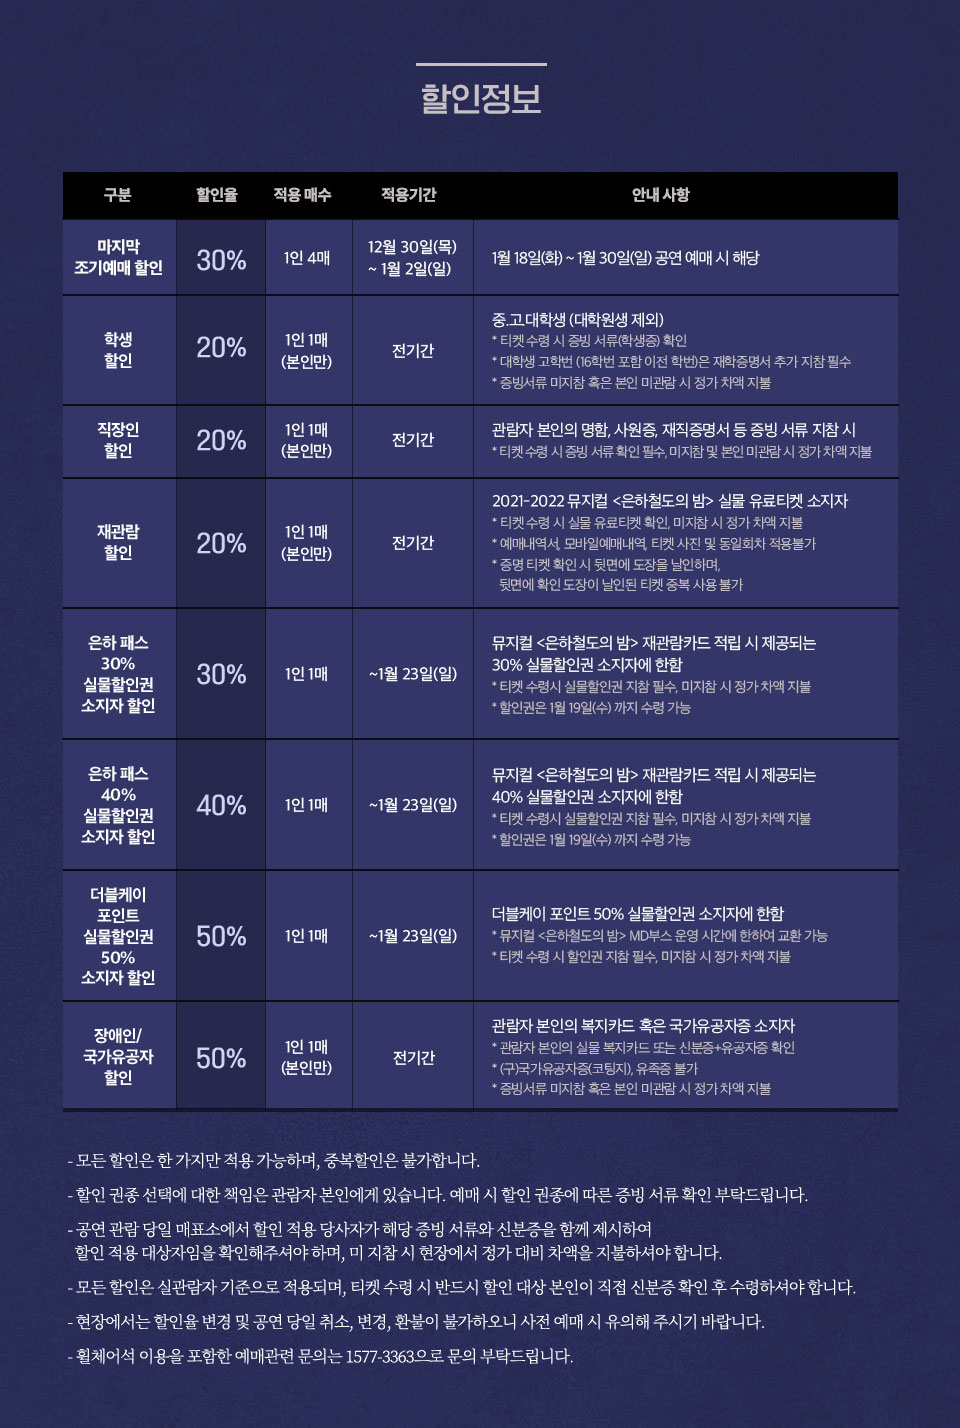 할인정보
구분 할인율 적용 매수 적용기간 안내 사항
마지막
조기예매 할인
30%
1인 4매
12월 30일(목)
~ 1월 2일(일)
1월 18일(화) ~ 1월 30일(일) 공연 예매 시 해당
학생
할인
20%
1인 1매
(본인만)
전기간
중.고.대학생 (대학원생 제외)
* 티켓 수령 시 증빙 서류(학생증) 확인
* 대학생 고학번 (16학번 포함 이전 학번)은 재학증명서 추가 지참 필수
* 증빙서류 미지참 혹은 본인 미관람 시 정가 차액 지불
직장인
할인
20%
1인 1매
(본인만)
전기간
관람자 본인의 명함, 사원증, 재직증명서 등 증빙 서류 지참 시
* 티켓 수령 시 증빙 서류 확인 필수, 미지참 및 본인 미관람 시 정가 차액 지불
재관람
할인
20%
1인 1매
(본인만)
전기간
2021-2022 뮤지컬 <은하철도의 밤> 실물 유료티켓 소지자
* 티켓 수령 시 실물 유료티켓 확인, 미지참 시 정가 차액 지불
* 예매내역서, 모바일예매내역, 티켓 사진 및 동일회차 적용불가
* 증명 티켓 확인 시 뒷면에 도장을 날인하며,
뒷면에 확인 도장이 날인된 티켓 중복 사용 불가
은하 패스
30%
실물할인권
소지자 할인
30%
1인 1매
~1월 23일(일)
뮤지컬 <은하철도의 밤> 재관람카드 적립 시 제공되는
30% 실물할인권 소지자에 한함
* 티켓 수령시 실물할인권 지참 필수, 미지참 시 정가 차액 지불
* 할인권은 1월 19일(수) 까지 수령 가능
은하 패스
40%
실물할인권
소지자 할인
40%
1인 1매
~1월 23일(일)
뮤지컬 <은하철도의 밤> 재관람카드 적립 시 제공되는
40% 실물할인권 소지자에 한함
* 티켓 수령시 실물할인권 지참 필수, 미지참 시 정가 차액 지불
* 할인권은 1월 19일(수) 까지 수령 가능
더블케이
포인트
실물할인권
50%
소지자 할인
50%
1인 1매
~1월 23일(일)
더블케이 포인트 50% 실물할인권 소지자에 한함
* 뮤지컬 <은하철도의 밤> MD부스 운영 시간에 한하여 교환 가능
* 티켓 수령 시 할인권 지참 필수, 미지참 시 정가 차액 지불
장애인/
국가유공자
할인
50%
1인 1매
(본인만)
전기간
관람자 본인의 복지카드 혹은 국가유공자증 소지자
* 관람자 본인의 실물 복지카드 또는 신분증+유공자증 확인
* (구)국가유공자증(코팅지), 유족증 불가
* 증빙서류 미지참 혹은 본인 미관람 시 정가 차액 지불
- 모든 할인은 한 가지만 적용 가능하며, 중복할인은 불가합니다.
- 할인 권종 선택에 대한 책임은 관람자 본인에게 있습니다. 예매 시 할인 권종에 따른 증빙 서류 확인 부탁드립니다.
- 공연 관람 당일 매표소에서 할인 적용 당사자가 해당 증빙 서류와 신분증을 함께 제시하여
할인 적용 대상자임을 확인해주셔야 하며, 미 지참 시 현장에서 정가 대비 차액을 지불하셔야 합니다.
- 모든 할인은 실관람자 기준으로 적용되며, 티켓 수령 시 반드시 할인 대상 본인이 직접 신분증 확인 후 수령하셔야 합니다.
- 현장에서는 할인율 변경 및 공연 당일 취소, 변경, 환불이 불가하오니 사전 예매 시 유의해 주시기 바랍니다.
- 휠체어석 이용을 포함한 예매관련 문의는 1577-3363으로 문의 부탁드립니다.